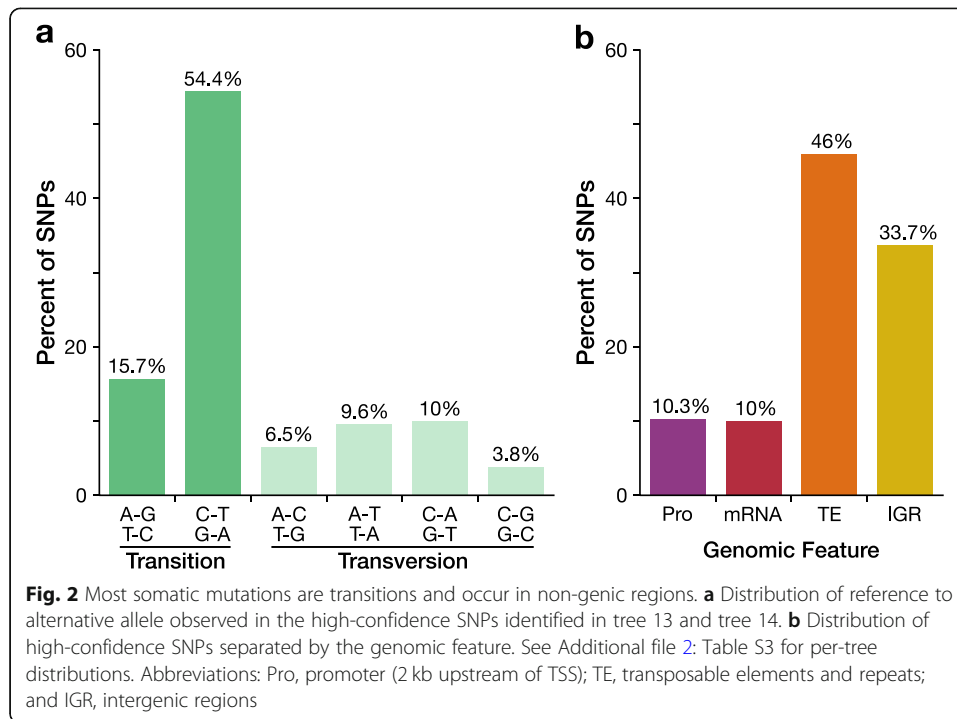 a
60
40
20
0
Percent of SNPs
15.7%
54.4%
6.5%
9.6%
10%
3.8%
A-G C-T A-C A-T C-A C-G
T-C G-A T-G T-A G-T G-C
Transition Transversion
b
60
40
20
0
Percent of SNPs
10.3%
10%
46%
33.7%
Pro mRNA TE IGR
Genomic Feature
Fig. 2 Most somatic mutations are transitions and occur in non-genic regions. a Distribution of reference to
alternative allele observed in the high-confidence SNPs identified in tree 13 and tree 14. b Distribution of
high-confidence SNPs separated by the genomic feature. See Additional file 2: Table S3 for per-tree
distributions. Abbreviations: Pro, promoter (2 kb upstream of TSS); TE, transposable elements and repeats;
and IGR, intergenic regions